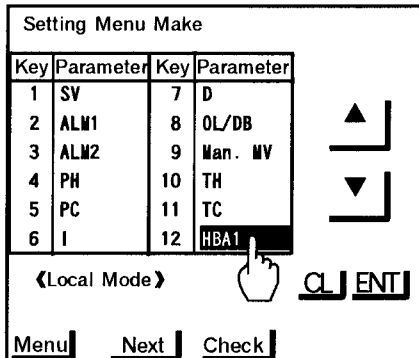 Setting Menu Make
Key Parameter Key Parameter
1 SV 7 D
2 ALM1 8 OL/DB
3 ALM2 9 Man. MV
4 PH 10 TH
5 PC 11 TC
6 I 12 HBA1
《Local Mode》
CL ENT
Menu Next Check